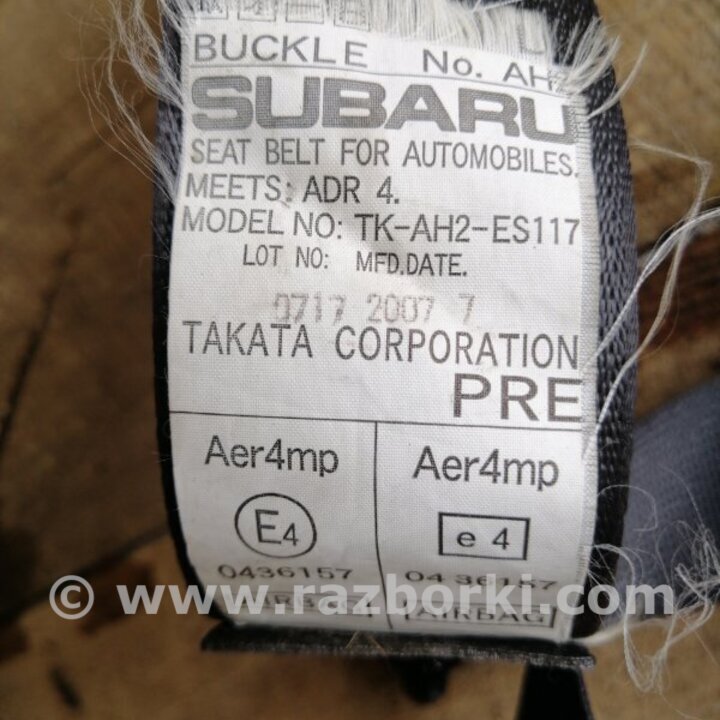 BUCKLE No. AH2
SUBARU
SEAT BELT FOR AUTOMOBILES.
MEETS: ADR 4.
MODEL NO: TK-AH2-ES117
LOT NO: MFD.DATE.
0717 2007 7
TAKATA CORPORATION
PRE
Aer4mp Aer4mp
E4 e 4
0436157 0436157
AIRBAG
© www.razborki.com